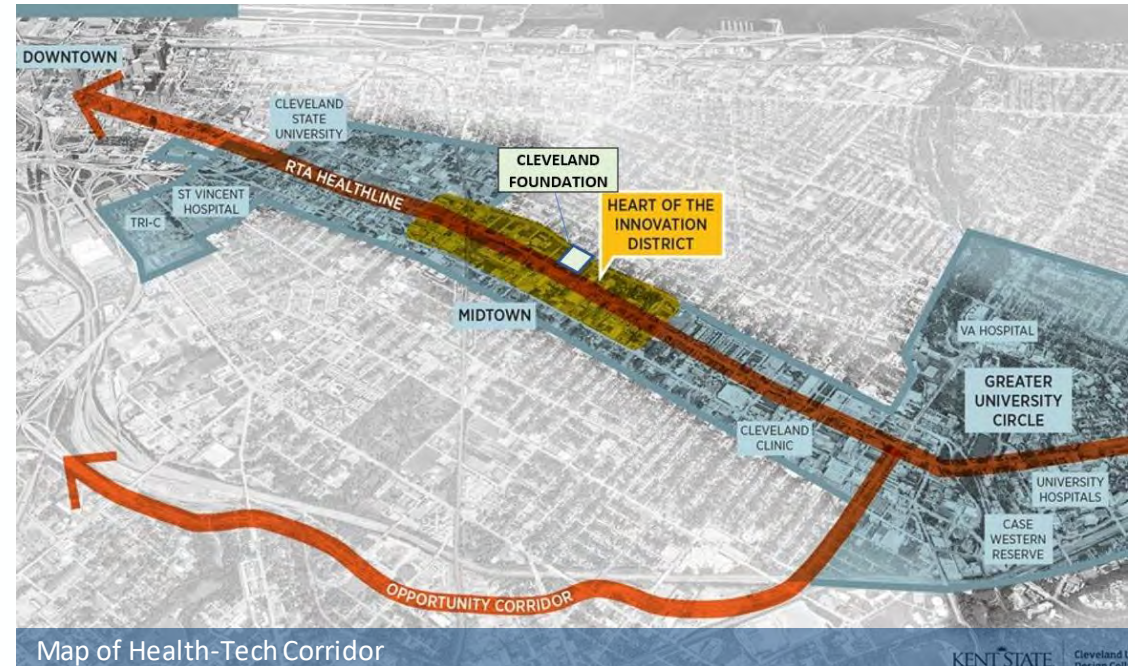 DOWNTOWN
CLEVELAND
STATE
UNIVERSITY
RTA HEALTHLINE
CLEVELAND
FOUNDATION
HEART OF THE
INNOVATION
DISTRICT
ST VINCENT
HOSPITAL
TRI-C
MIDTOWN
VA HOSPITAL
GREATER
UNIVERSITY
CIRCLE
CLEVELAND
CLINIC
UNIVERSITY
HOSPITALS
CASE
WESTERN
RESERVE
OPPORTUNITY CORRIDOR
Map of Health-Tech Corridor
KENT STATE
Cleveland U